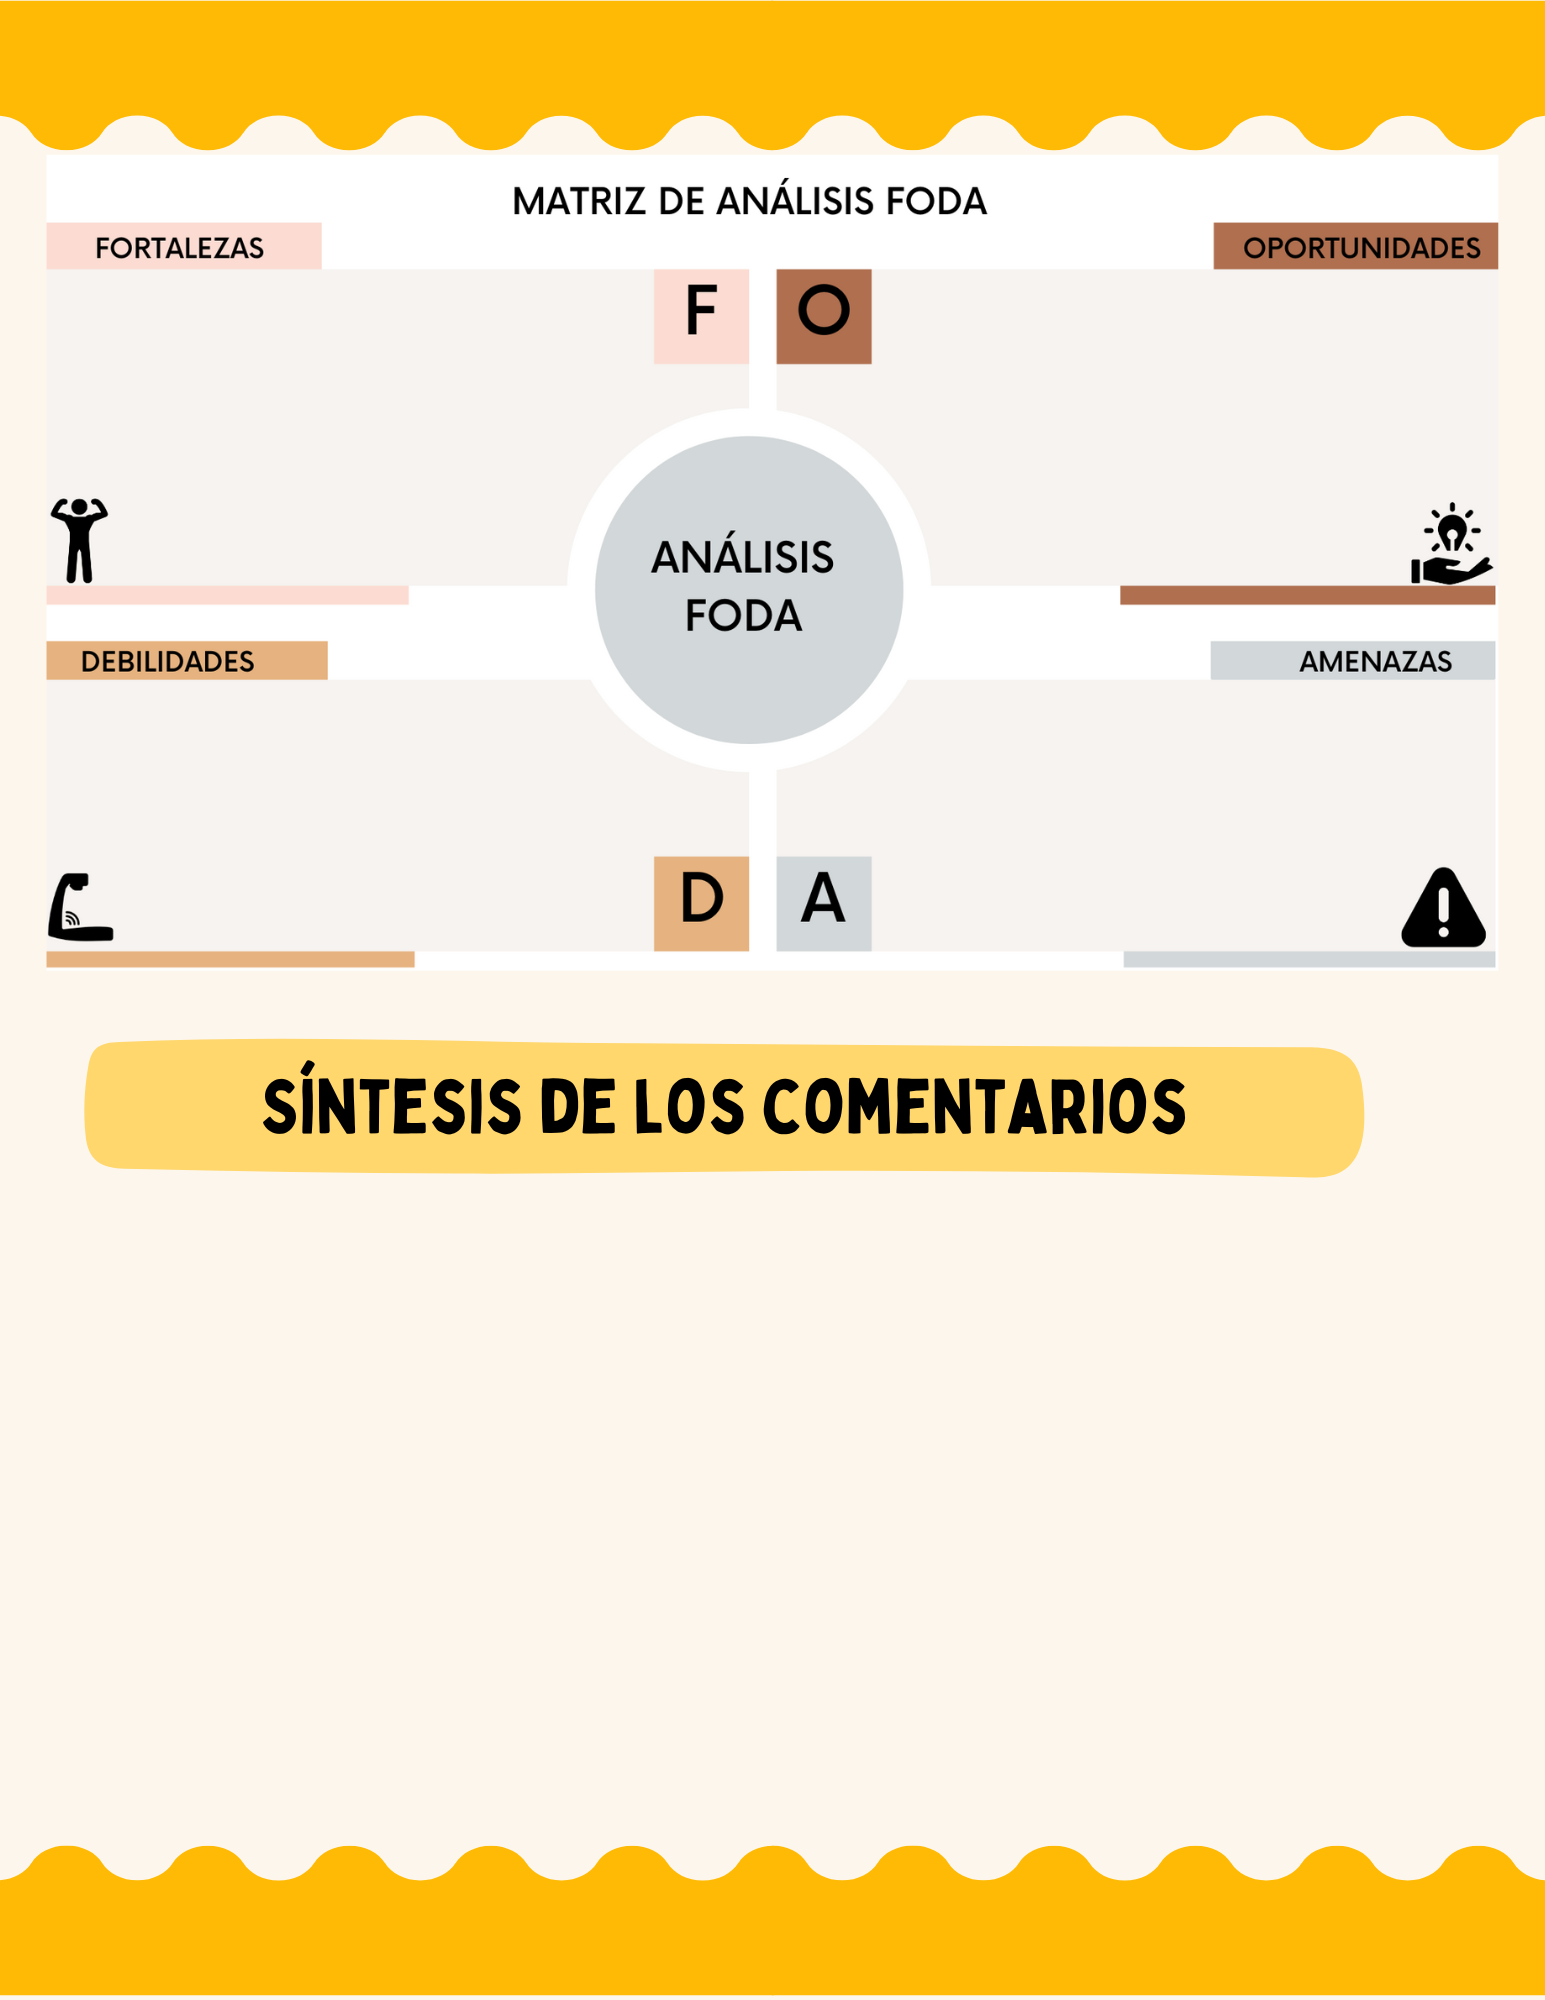 MATRIZ DE ANÁLISIS FODA
FORTALEZAS
OPORTUNIDADES
F
O
ANÁLISIS
FODA
DEBILIDADES
AMENAZAS
D
A
SÍNTESIS DE LOS COMENTARIOS